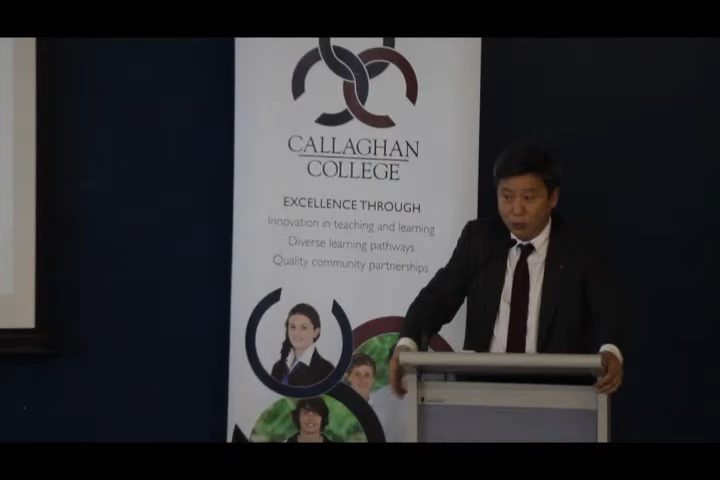 CALLAGHAN
COLLEGE
EXCELLENCE THROUGH
Innovation in teaching and learning
Diverse learning pathways
Quality community partnerships